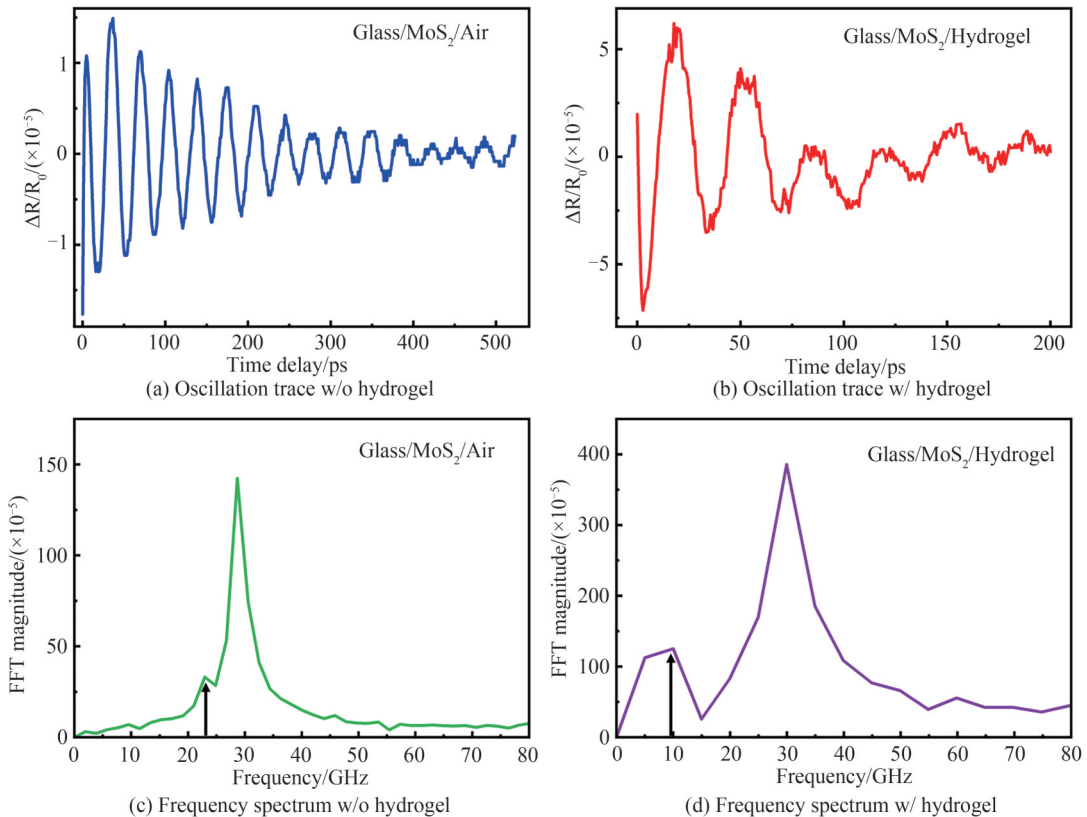 Glass/MoS₂/Air
1
0
−1
ΔR/R₀/(×10⁻⁵)
0 100 200 300 400 500
Time delay/ps
(a) Oscillation trace w/o hydrogel
Glass/MoS₂/Hydrogel
5
0
−5
ΔR/R₀/(×10⁻⁵)
0 50 100 150 200
Time delay/ps
(b) Oscillation trace w/ hydrogel
Glass/MoS₂/Air
150
100
50
0
FFT magnitude/(×10⁻⁵)
0 10 20 30 40 50 60 70 80
Frequency/GHz
(c) Frequency spectrum w/o hydrogel
Glass/MoS₂/Hydrogel
400
300
200
100
0
FFT magnitude/(×10⁻⁵)
0 10 20 30 40 50 60 70 80
Frequency/GHz
(d) Frequency spectrum w/ hydrogel